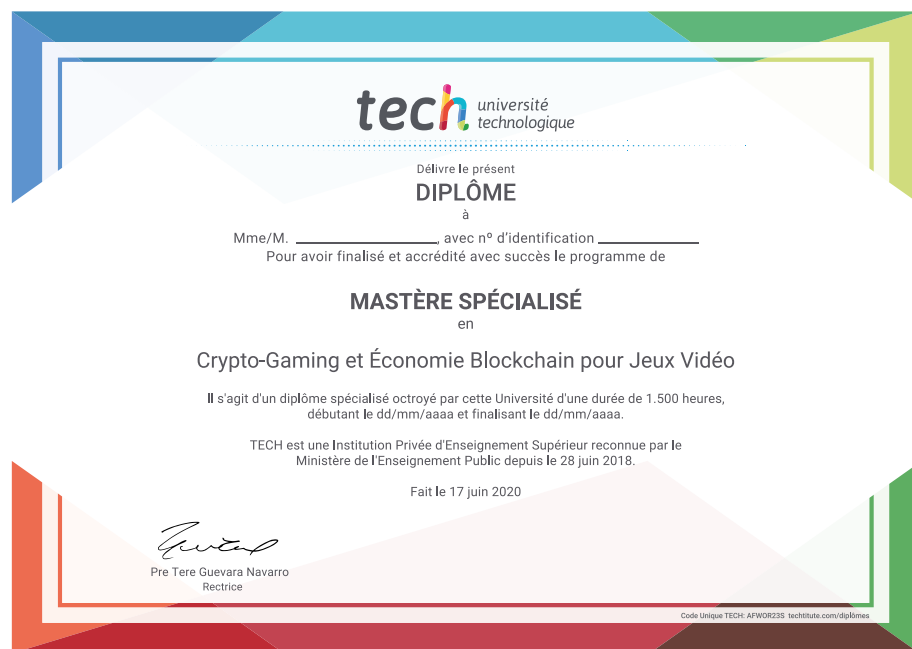 tech université
technologique
Délivre le présent
DIPLÔME
à
Mme/M. ____________________, avec nº d'identification ______________
Pour avoir finalisé et accrédité avec succès le programme de
MASTÈRE SPÉCIALISÉ
en
Crypto-Gaming et Économie Blockchain pour Jeux Vidéo
Il s'agit d'un diplôme spécialisé octroyé par cette Université d'une durée de 1.500 heures,
débutant le dd/mm/aaaa et finalisant le dd/mm/aaaa.
TECH est une Institution Privée d'Enseignement Supérieur reconnue par le
Ministère de l'Enseignement Public depuis le 28 juin 2018.
Fait le 17 juin 2020
Pre Tere Guevara Navarro
Rectrice
Code Unique TECH: AFWOR23S techtitute.com/diplômes